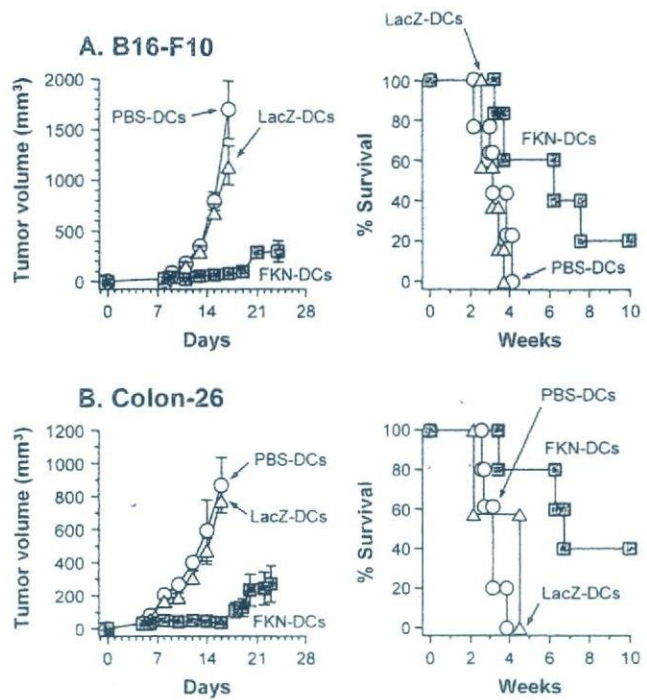 A. B16-F10
Tumor volume (mm³)
2000
1500
1000
500
0
PBS-DCs
LacZ-DCs
FKN-DCs
0 7 14 21 28
Days
LacZ-DCs
% Survival
100
80
60
40
20
0
FKN-DCs
PBS-DCs
0 2 4 6 8 10
Weeks
B. Colon-26
Tumor volume (mm³)
1200
1000
800
600
400
200
0
PBS-DCs
LacZ-DCs
FKN-DCs
0 7 14 21 28
Days
PBS-DCs
% Survival
100
80
60
40
20
0
FKN-DCs
LacZ-DCs
0 2 4 6 8 10
Weeks